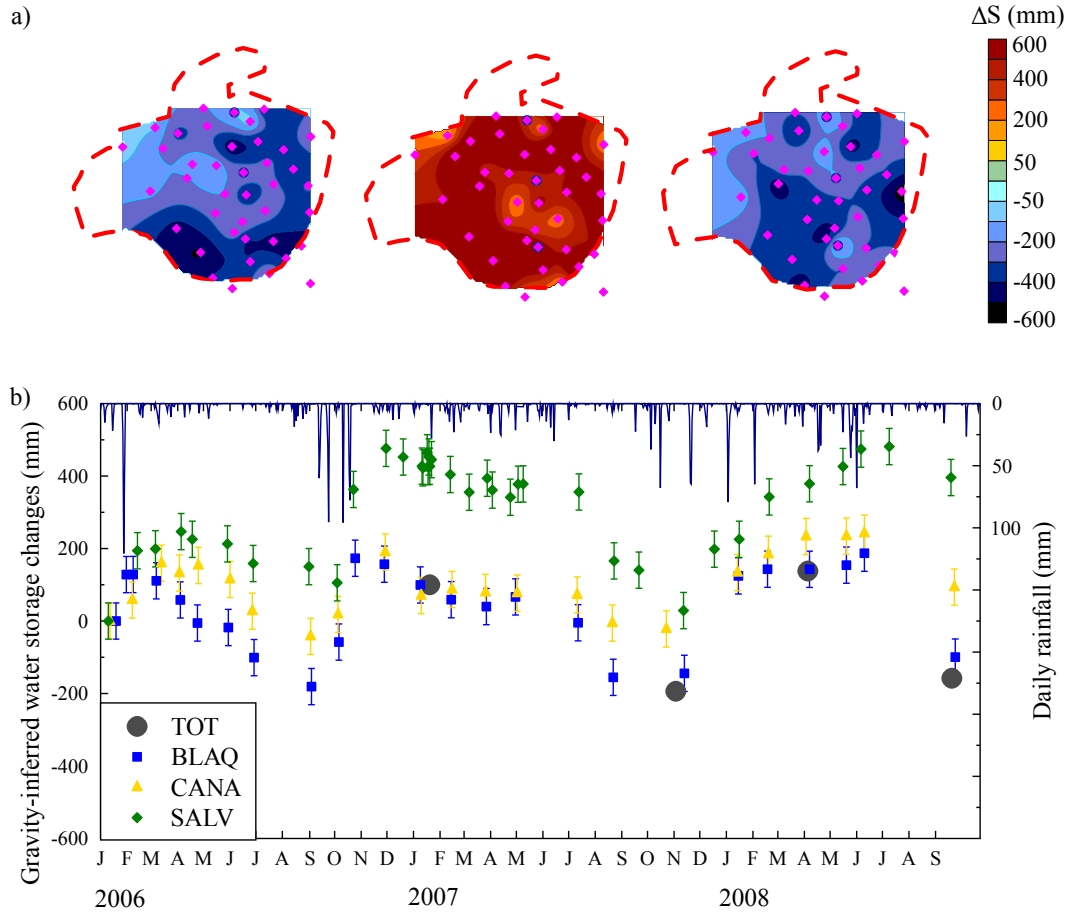 a)
ΔS (mm)
600
400
200
50
-50
-200
-400
-600
b)
Gravity-inferred water storage changes (mm)
600
400
200
0
-200
-400
-600
0
50
100
Daily rainfall (mm)
TOT
BLAQ
CANA
SALV
J F M A M J J A S O N D J F M A M J J A S O N D J F M A M J J A S
2006 2007 2008